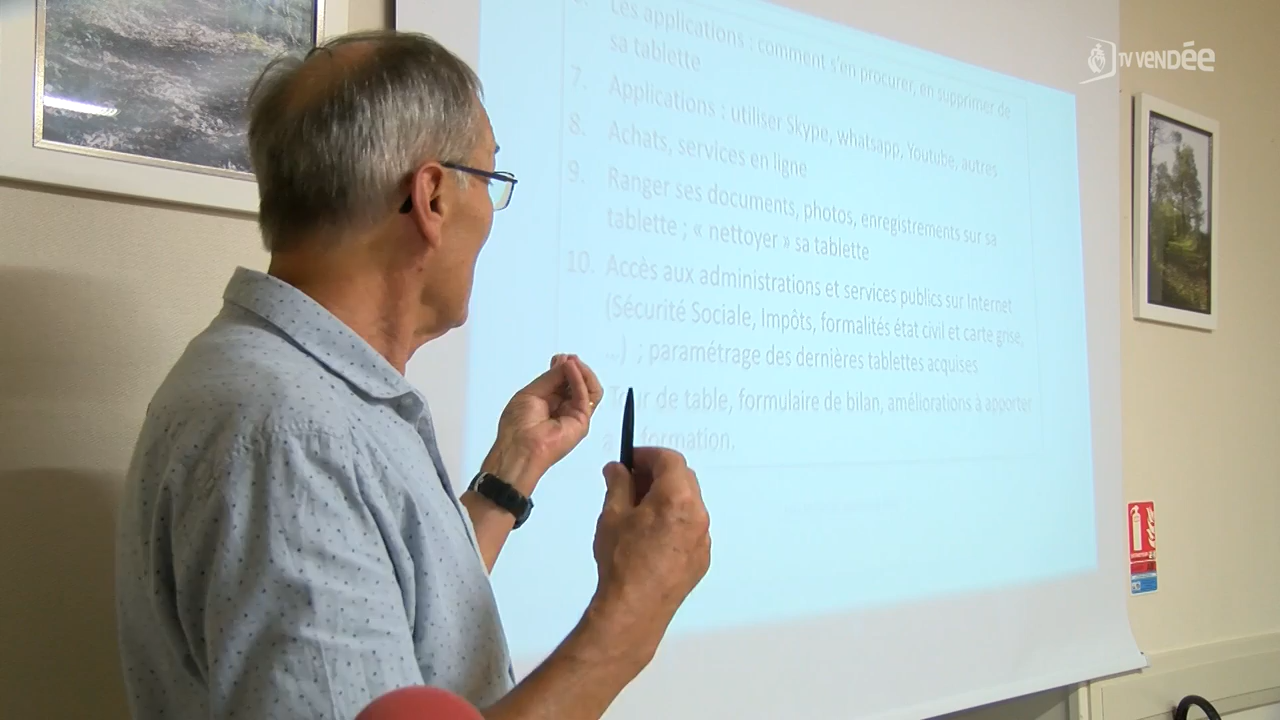 Les applications : comment s'en procurer, en supprimer de
sa tablette
7. Applications : utiliser Skype, whatsapp, Youtube, autres
8. Achats, services en ligne
9. Ranger ses documents, photos, enregistrements sur sa
tablette ; « nettoyer » sa tablette
10. Accès aux administrations et services publics sur Internet
(Sécurité Sociale, Impôts, formalités état civil et carte grise,
...) ; paramétrage des dernières tablettes acquises
Tour de table, formulaire de bilan, améliorations à apporter
formation.
TV VENDÉE